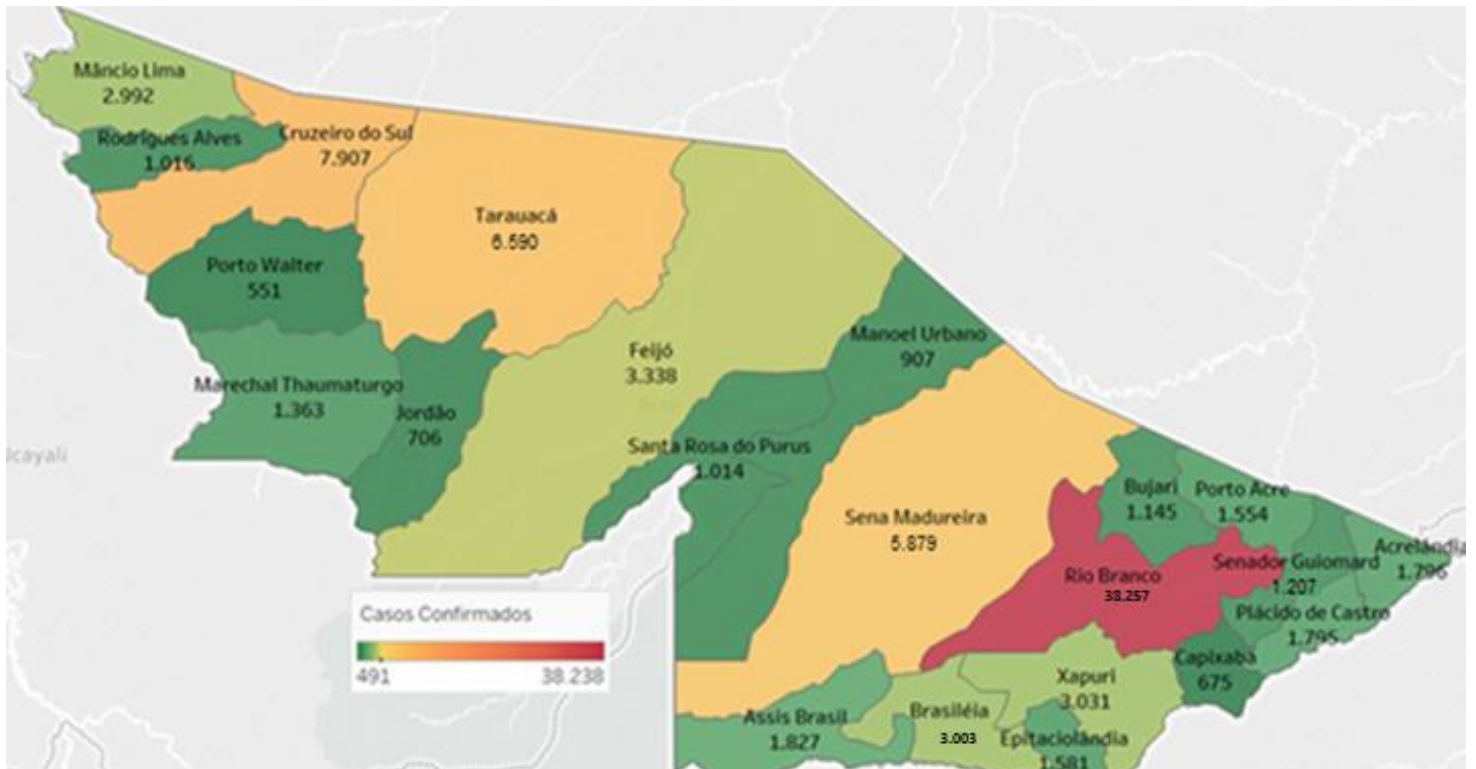 Mâncio Lima
2.992
Rodrigues Alves
1.016
Cruzeiro do Sul
7.907
Tarauacá
6.590
Porto Walter
551
Feijó
3.338
Manoel Urbano
907
Marechal Thaumaturgo
1.363
Jordão
706
Santa Rosa do Purus
1.014
Sena Madureira
5.879
Bujari
1.145
Porto Acre
1.554
Rio Branco
38.257
Senador Guiomard
1.207
Acrelândia
1.796
Plácido de Castro
1.795
Capixaba
675
Xapuri
3.031
Assis Brasil
1.827
Brasiléia
3.003
Epitaciolândia
1.581
Casos Confirmados
491 38.238